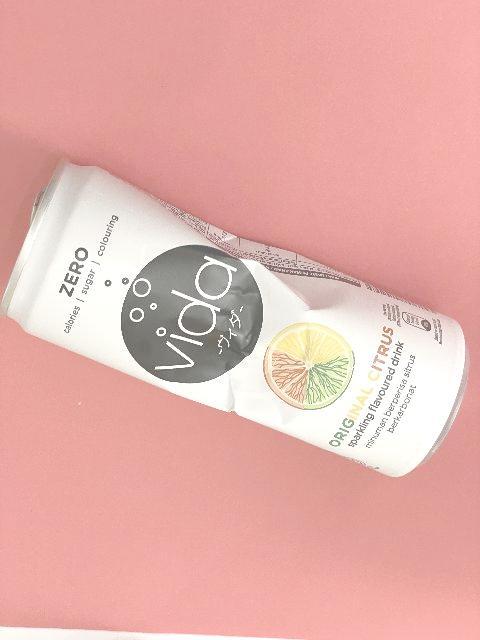 ZERO
calories | sugar | colouring
vida
-ヴィダ-
ORIGINAL CITRUS
sparkling flavoured drink
minuman berperisa sitrus
berkarbonat